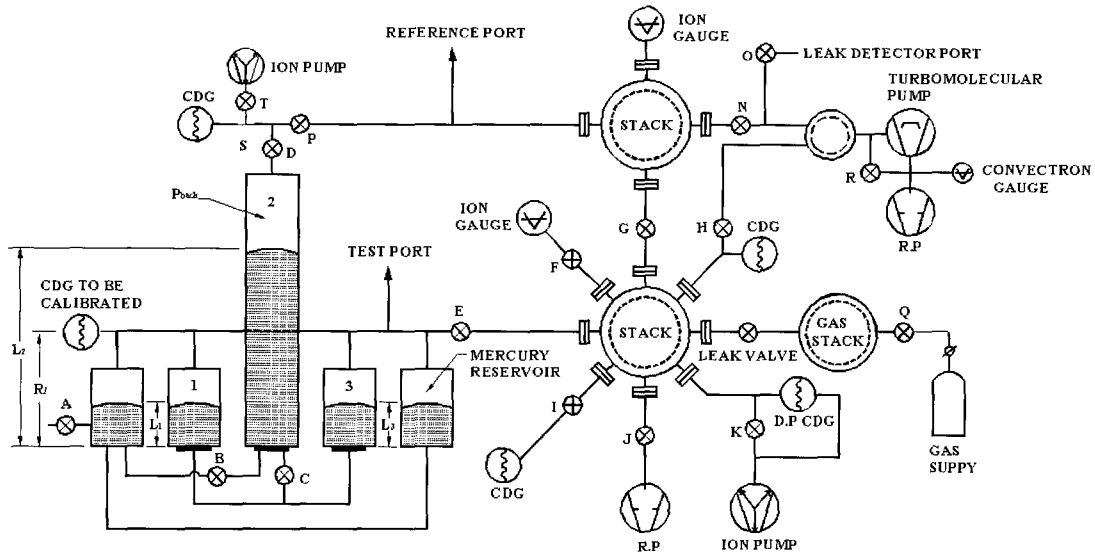 ION
GAUGE
REFERENCE PORT
ION PUMP
O
LEAK DETECTOR PORT
TURBOMOLECULAR
PUMP
CDG
T
N
S
D
P
STACK
Pback
2
R
CONVECTRON
GAUGE
ION
GAUGE
G
H
CDG
R.P
TEST PORT
F
CDG TO BE
CALIBRATED
E
STACK
GAS
STACK
Q
L2
R1
LEAK VALVE
MERCURY
RESERVOIR
A
1
3
L1
L3
I
J
K
D.P CDG
B
C
CDG
GAS
SUPPY
R.P
ION PUMP